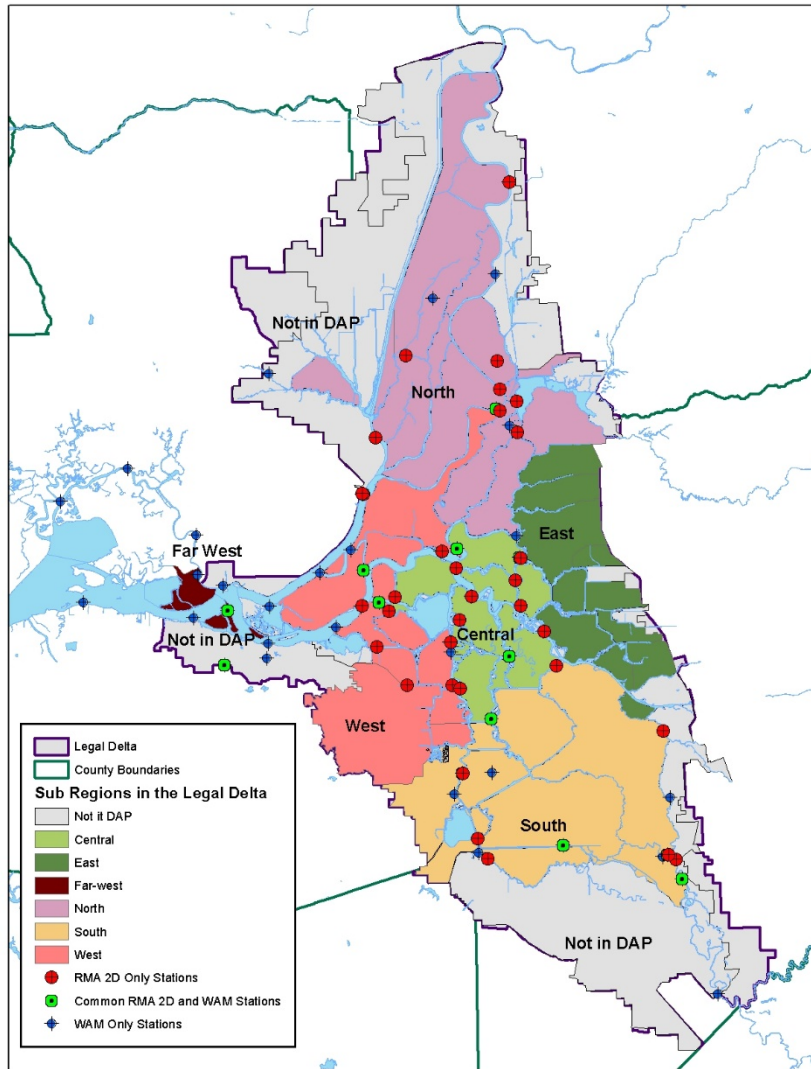 Not in DAP
North
East
Far West
Not in DAP
Central
West
South
Not in DAP
Legal Delta
County Boundaries
Sub Regions in the Legal Delta
Not it DAP
Central
East
Far-west
North
South
West
RMA 2D Only Stations
Common RMA 2D and WAM Stations
WAM Only Stations